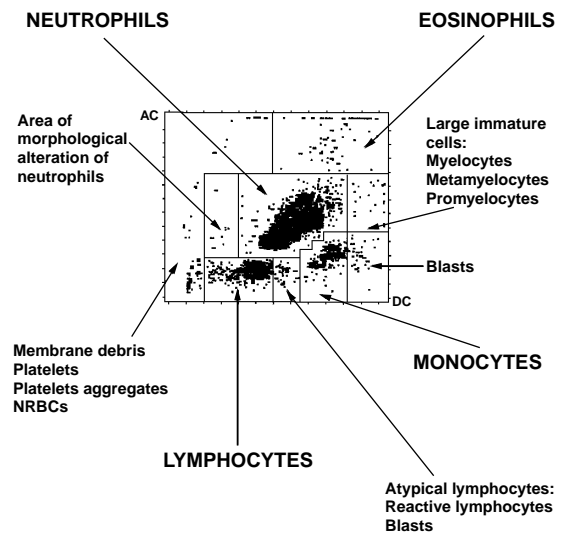 NEUTROPHILS
EOSINOPHILS
AC
Area of
morphological
alteration of
neutrophils
Large immature
cells:
Myelocytes
Metamyelocytes
Promyelocytes
Blasts
DC
Membrane debris
Platelets
Platelets aggregates
NRBCs
MONOCYTES
LYMPHOCYTES
Atypical lymphocytes:
Reactive lymphocytes
Blasts